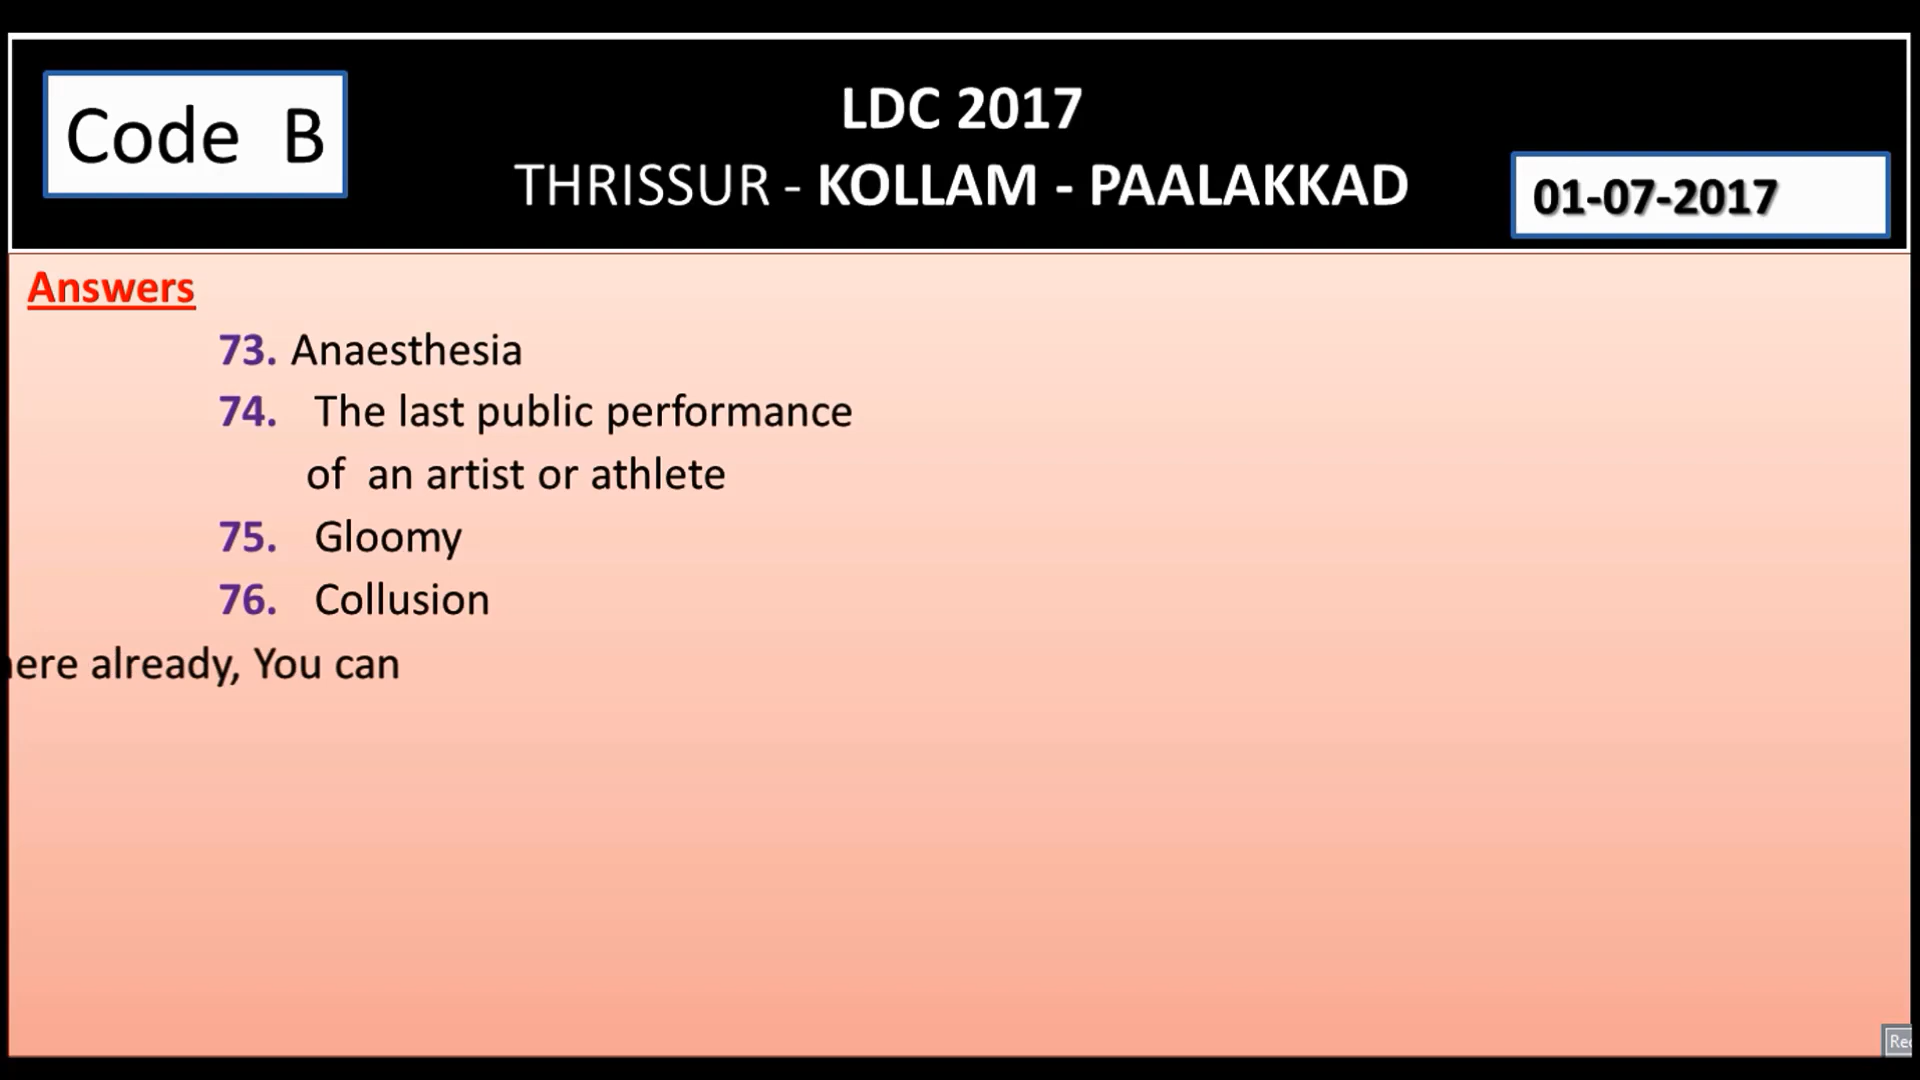 Code B
LDC 2017
THRISSUR - KOLLAM - PAALAKKAD
01-07-2017
Answers
73. Anaesthesia
74. The last public performance
of an artist or athlete
75. Gloomy
76. Collusion
already, You can